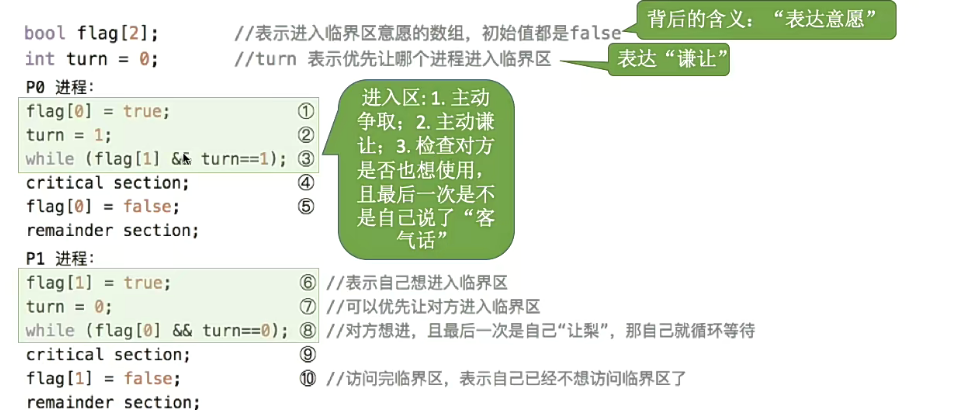 bool flag[2]; //表示进入临界区意愿的数组，初始值都是false
背后的含义：“表达意愿”
int turn = 0; //turn 表示优先让哪个进程进入临界区
表达“谦让”
P0 进程：
flag[0] = true; ①
turn = 1; ②
while (flag[1] && turn==1); ③
critical section; ④
flag[0] = false; ⑤
remainder section;
进入区: 1. 主动
争取；2. 主动谦
让；3. 检查对方
是否也想使用，
且最后一次是不
是自己说了“客
气话”
P1 进程：
flag[1] = true; ⑥ //表示自己想进入临界区
turn = 0; ⑦ //可以优先让对方进入临界区
while (flag[0] && turn==0); ⑧ //对方想进，且最后一次是自己“让梨”，那自己就循环等待
critical section; ⑨
flag[1] = false; ⑩ //访问完临界区，表示自己已经不想访问临界区了
remainder section;